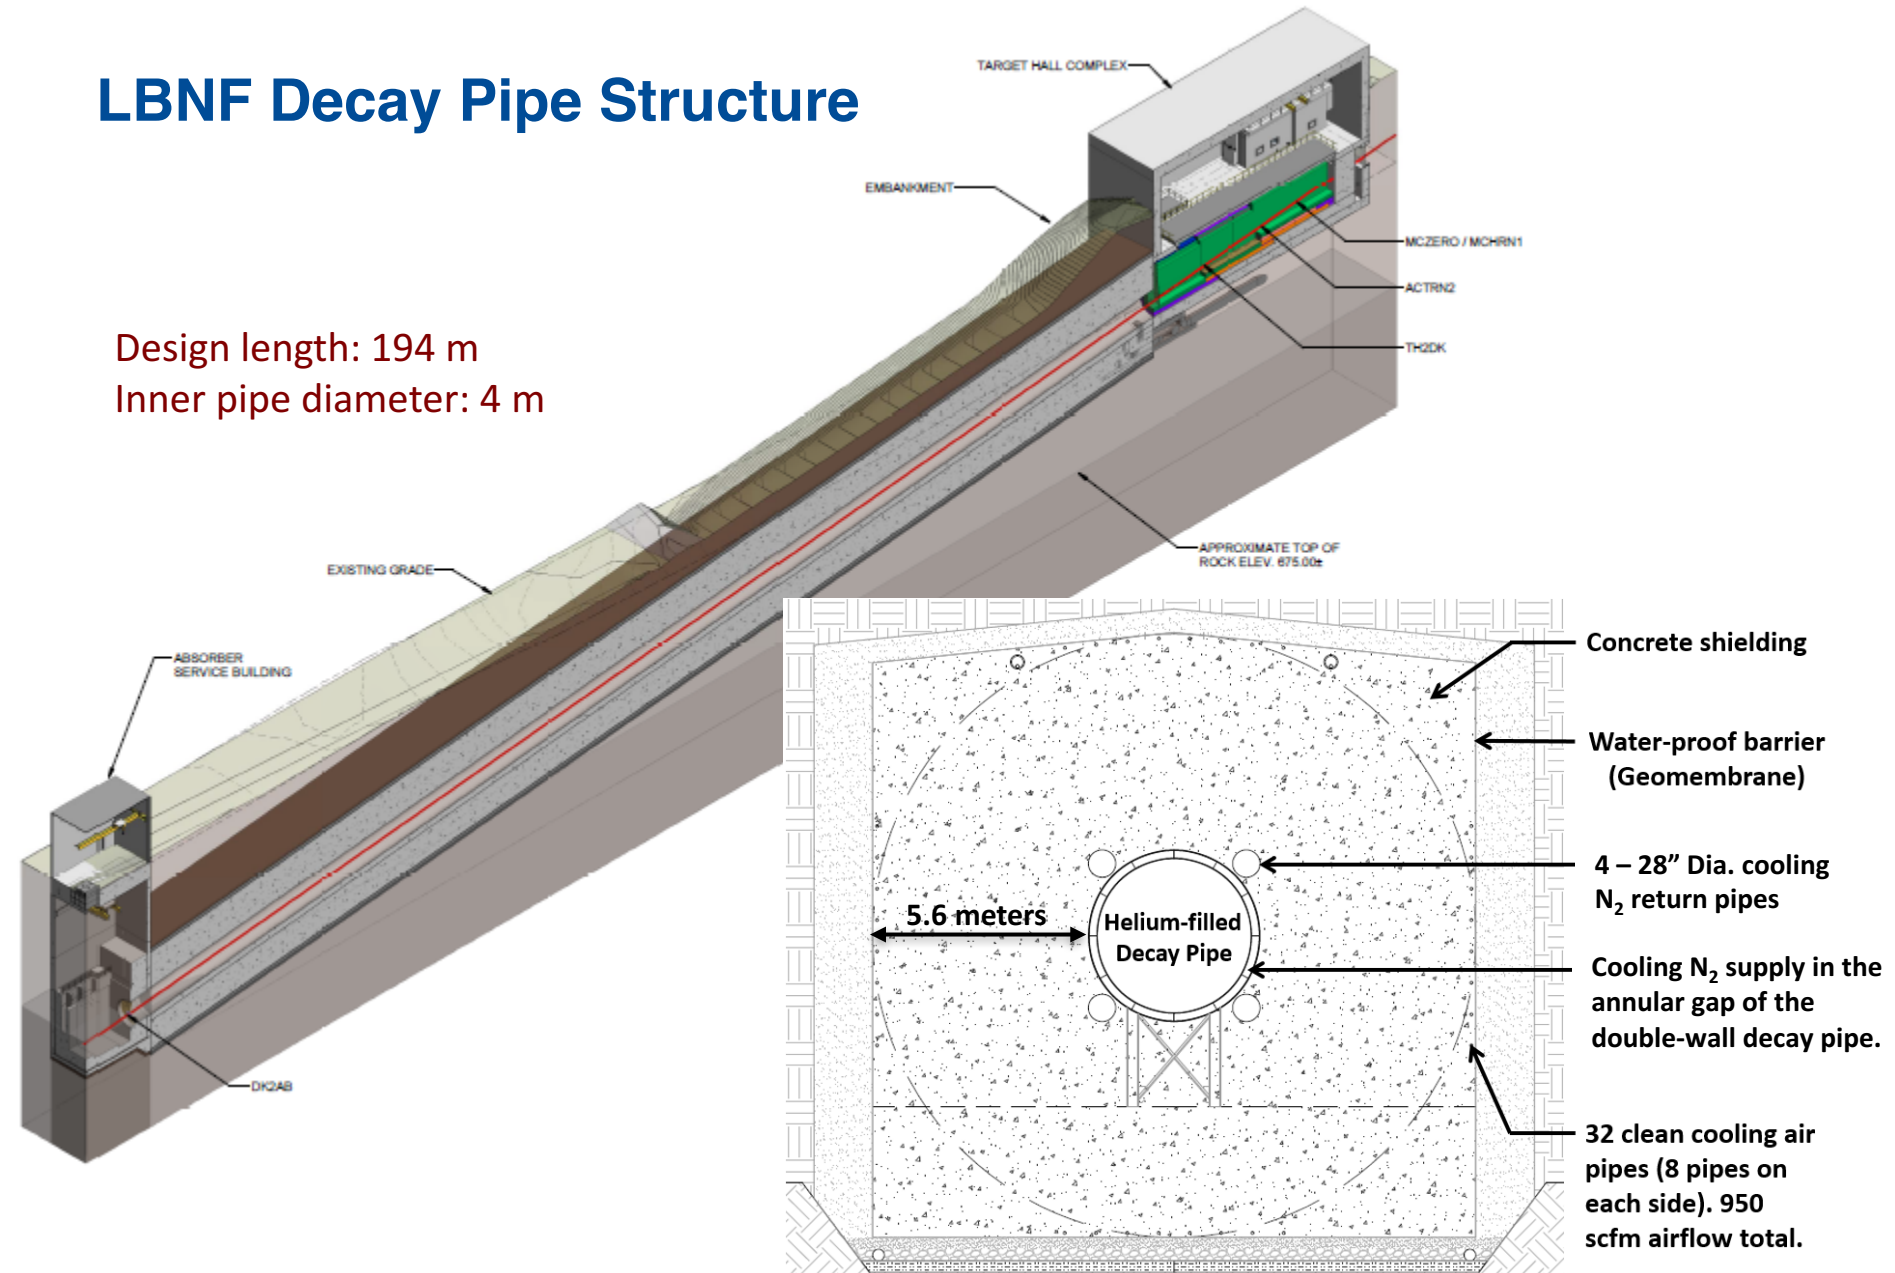 LBNF Decay Pipe Structure
TARGET HALL COMPLEX
EMBANKMENT
MCZERO / MCHRN1
ACTRN2
TH2DK
Design length: 194 m
Inner pipe diameter: 4 m
APPROXIMATE TOP OF
ROCK ELEV. 675.00±
EXISTING GRADE
ABSORBER
SERVICE BUILDING
DK2AB
Concrete shielding
Water-proof barrier
(Geomembrane)
4 – 28” Dia. cooling
N₂ return pipes
5.6 meters
Helium-filled
Decay Pipe
Cooling N₂ supply in the
annular gap of the
double-wall decay pipe.
32 clean cooling air
pipes (8 pipes on
each side). 950
scfm airflow total.